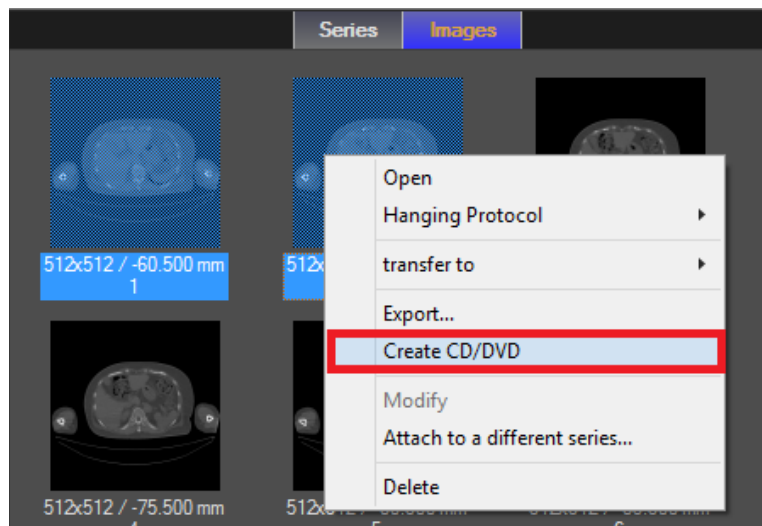 Series Images
512x512 / -60.500 mm
1
512x
Open
Hanging Protocol
transfer to
Export...
Create CD/DVD
Modify
Attach to a different series...
Delete
512x512 / -75.500 mm